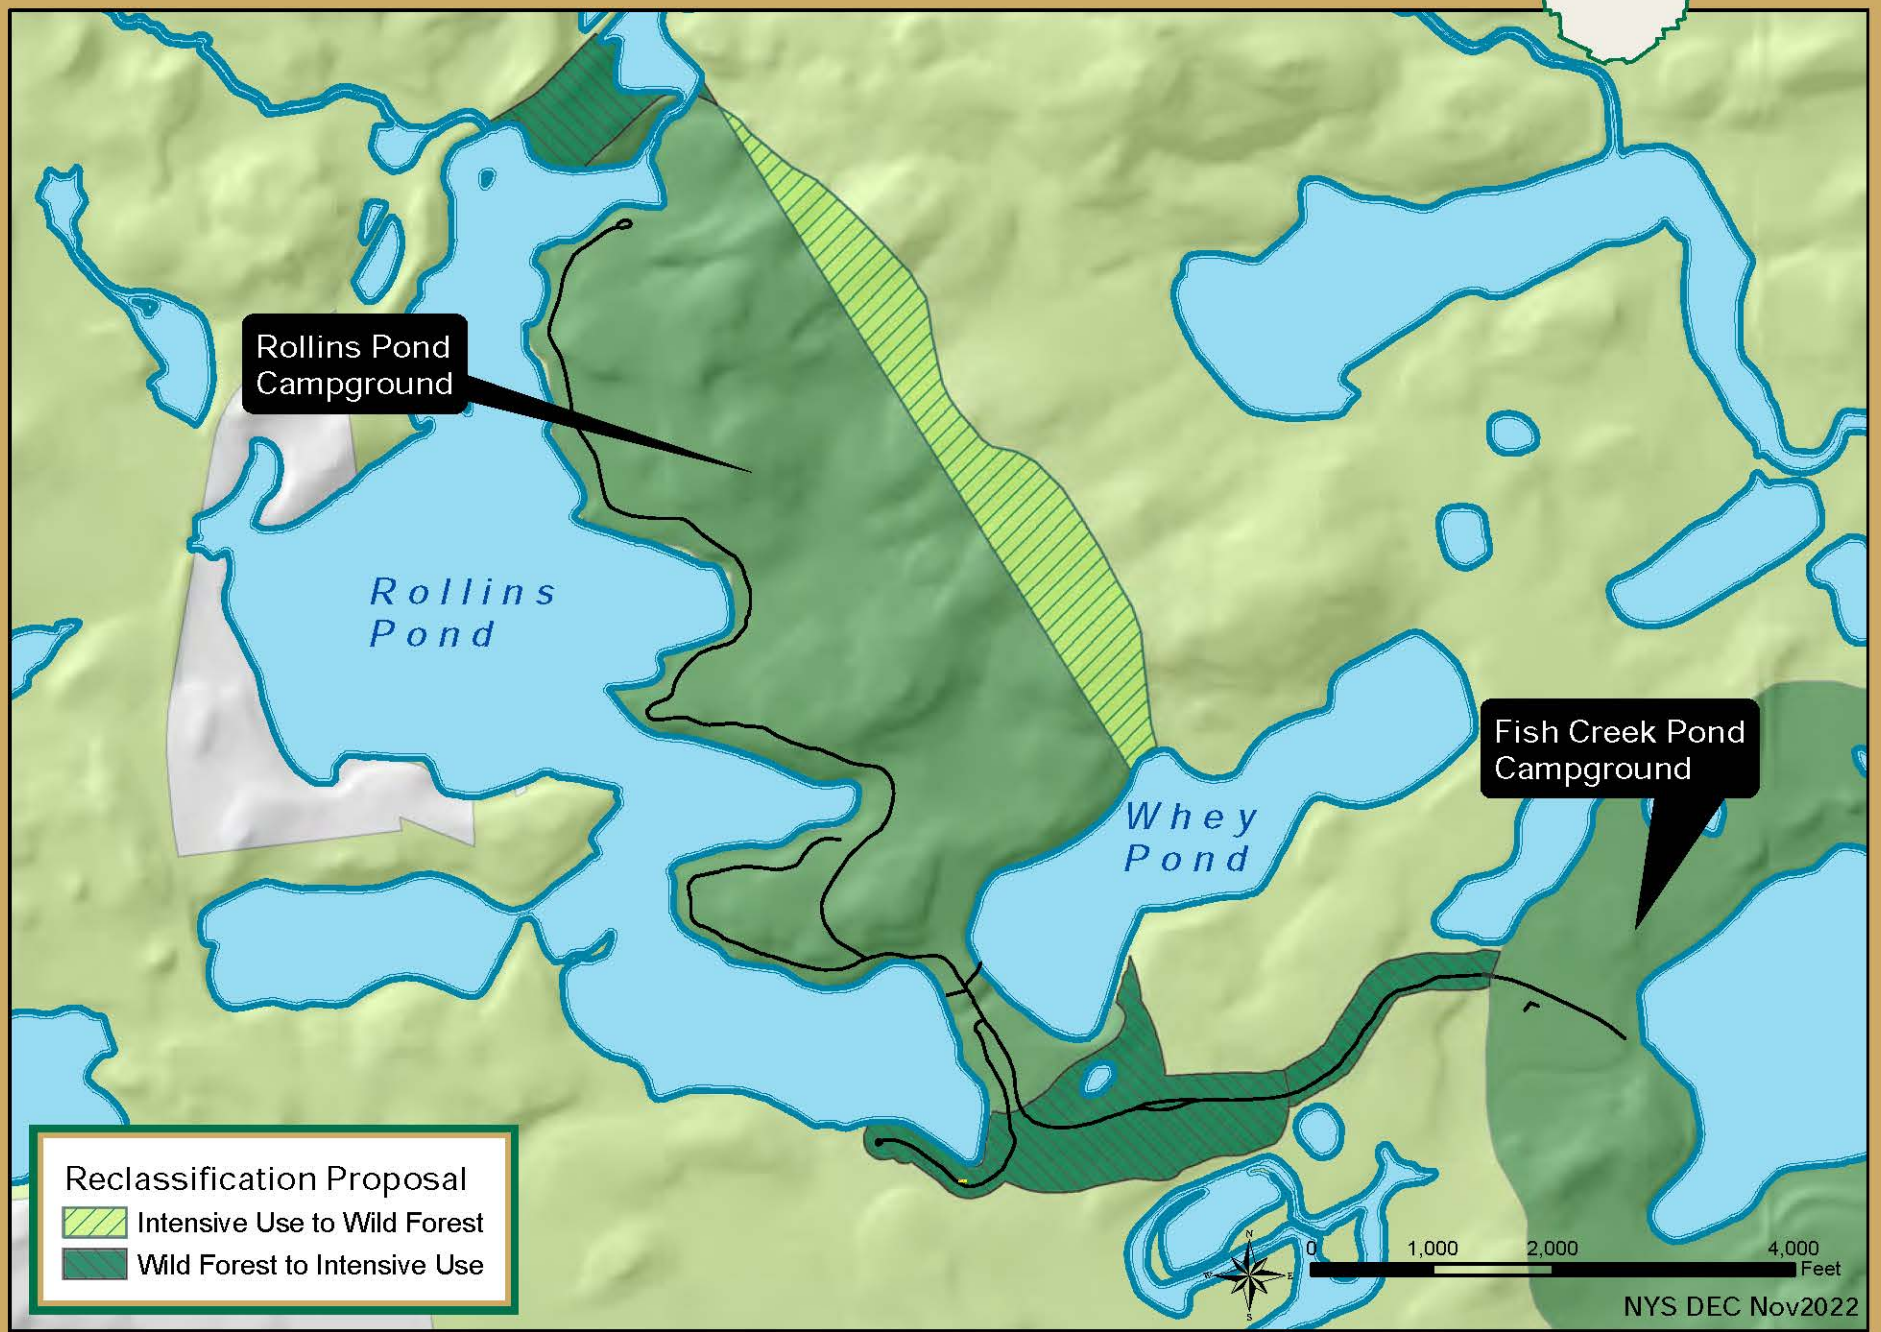 Rollins Pond
Campground
Rollins
Pond
Fish Creek Pond
Campground
Whey
Pond
Reclassification Proposal
Intensive Use to Wild Forest
Wild Forest to Intensive Use
N
W
E
S
0 1,000 2,000 4,000
Feet
NYS DEC Nov2022